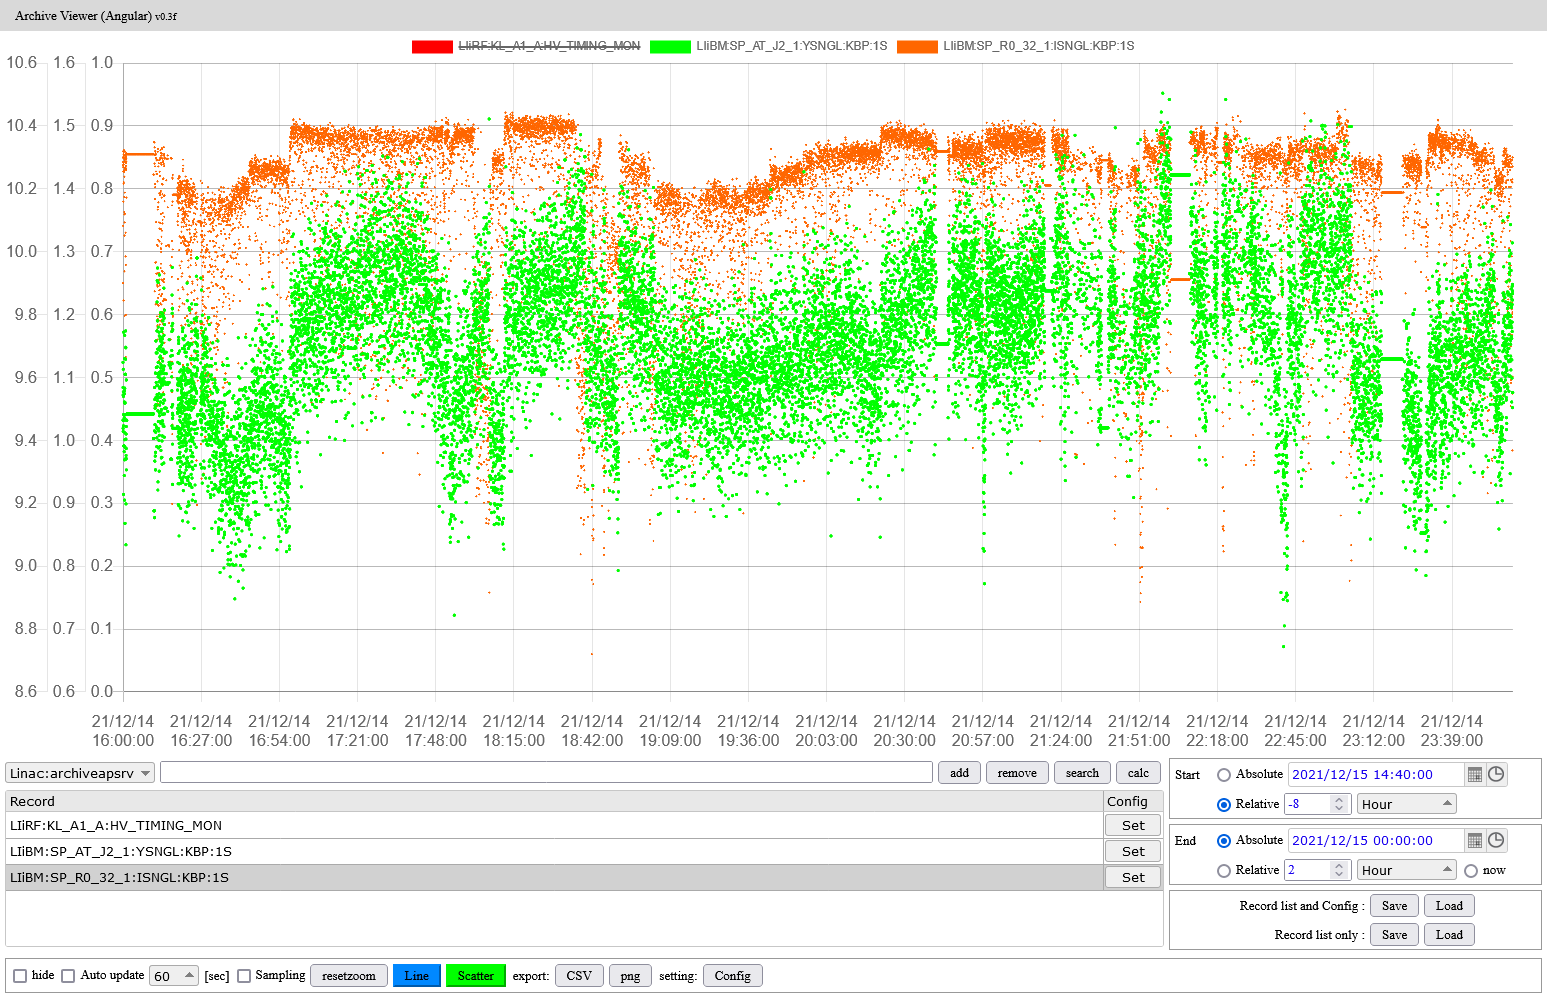 Archive Viewer (Angular) v0.3f
LIiRF:KL_A1_A:HV_TIMING_MON LIiBM:SP_AT_J2_1:YSNGL:KBP:1S LIiBM:SP_R0_32_1:ISNGL:KBP:1S
10.6 1.6 1.0
10.4 1.5 0.9
10.2 1.4 0.8
10.0 1.3 0.7
9.8 1.2 0.6
9.6 1.1 0.5
9.4 1.0 0.4
9.2 0.9 0.3
9.0 0.8 0.2
8.8 0.7 0.1
8.6 0.6 0.0
21/12/14 21/12/14 21/12/14 21/12/14 21/12/14 21/12/14 21/12/14 21/12/14 21/12/14 21/12/14 21/12/14 21/12/14 21/12/14 21/12/14 21/12/14 21/12/14 21/12/14 21/12/14
16:00:00 16:27:00 16:54:00 17:21:00 17:48:00 18:15:00 18:42:00 19:09:00 19:36:00 20:03:00 20:30:00 20:57:00 21:24:00 21:51:00 22:18:00 22:45:00 23:12:00 23:39:00
Linac:archiveapsrv add remove search calc
Record Config
LIiRF:KL_A1_A:HV_TIMING_MON Set
LIiBM:SP_AT_J2_1:YSNGL:KBP:1S Set
LIiBM:SP_R0_32_1:ISNGL:KBP:1S Set
Start Absolute 2021/12/15 14:40:00
Relative -8 Hour
End Absolute 2021/12/15 00:00:00
Relative 2 Hour now
Record list and Config : Save Load
Record list only : Save Load
hide Auto update 60 [sec] Sampling resetzoom Line Scatter export: CSV png setting: Config